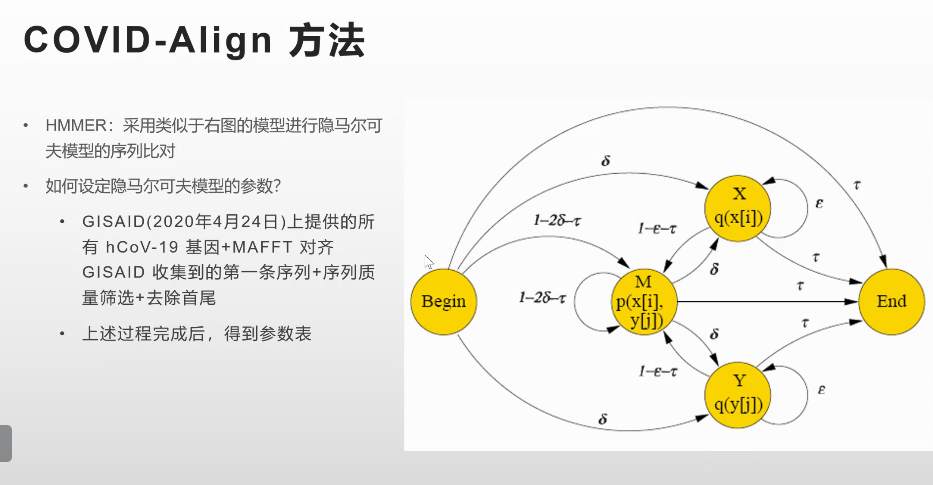 COVID-Align 方法
• HMMER：采用类似于右图的模型进行隐马尔可
夫模型的序列比对
• 如何设定隐马尔可夫模型的参数？
• GISAID(2020年4月24日)上提供的所
有 hCoV-19 基因+MAFFT 对齐
GISAID 收集到的第一条序列+序列质
量筛选+去除首尾
• 上述过程完成后，得到参数表
δ
τ
X
q(x[i])
ε
1-2δ-τ
1-ε-τ
δ
τ
Begin
1-2δ-τ
M
p(x[i],
y[j])
τ
End
δ
τ
1-ε-τ
Y
q(y[j])
ε
δ